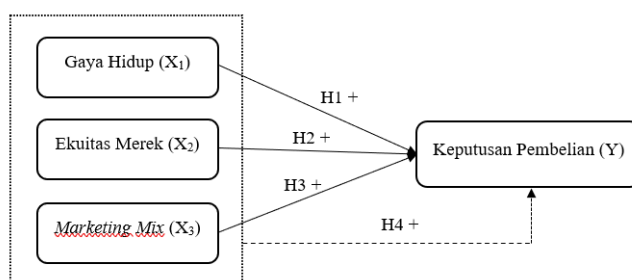 Gaya Hidup (X₁)
H1 +
Ekuitas Merek (X₂)
H2 +
Keputusan Pembelian (Y)
H3 +
Marketing Mix (X₃)
H4 +